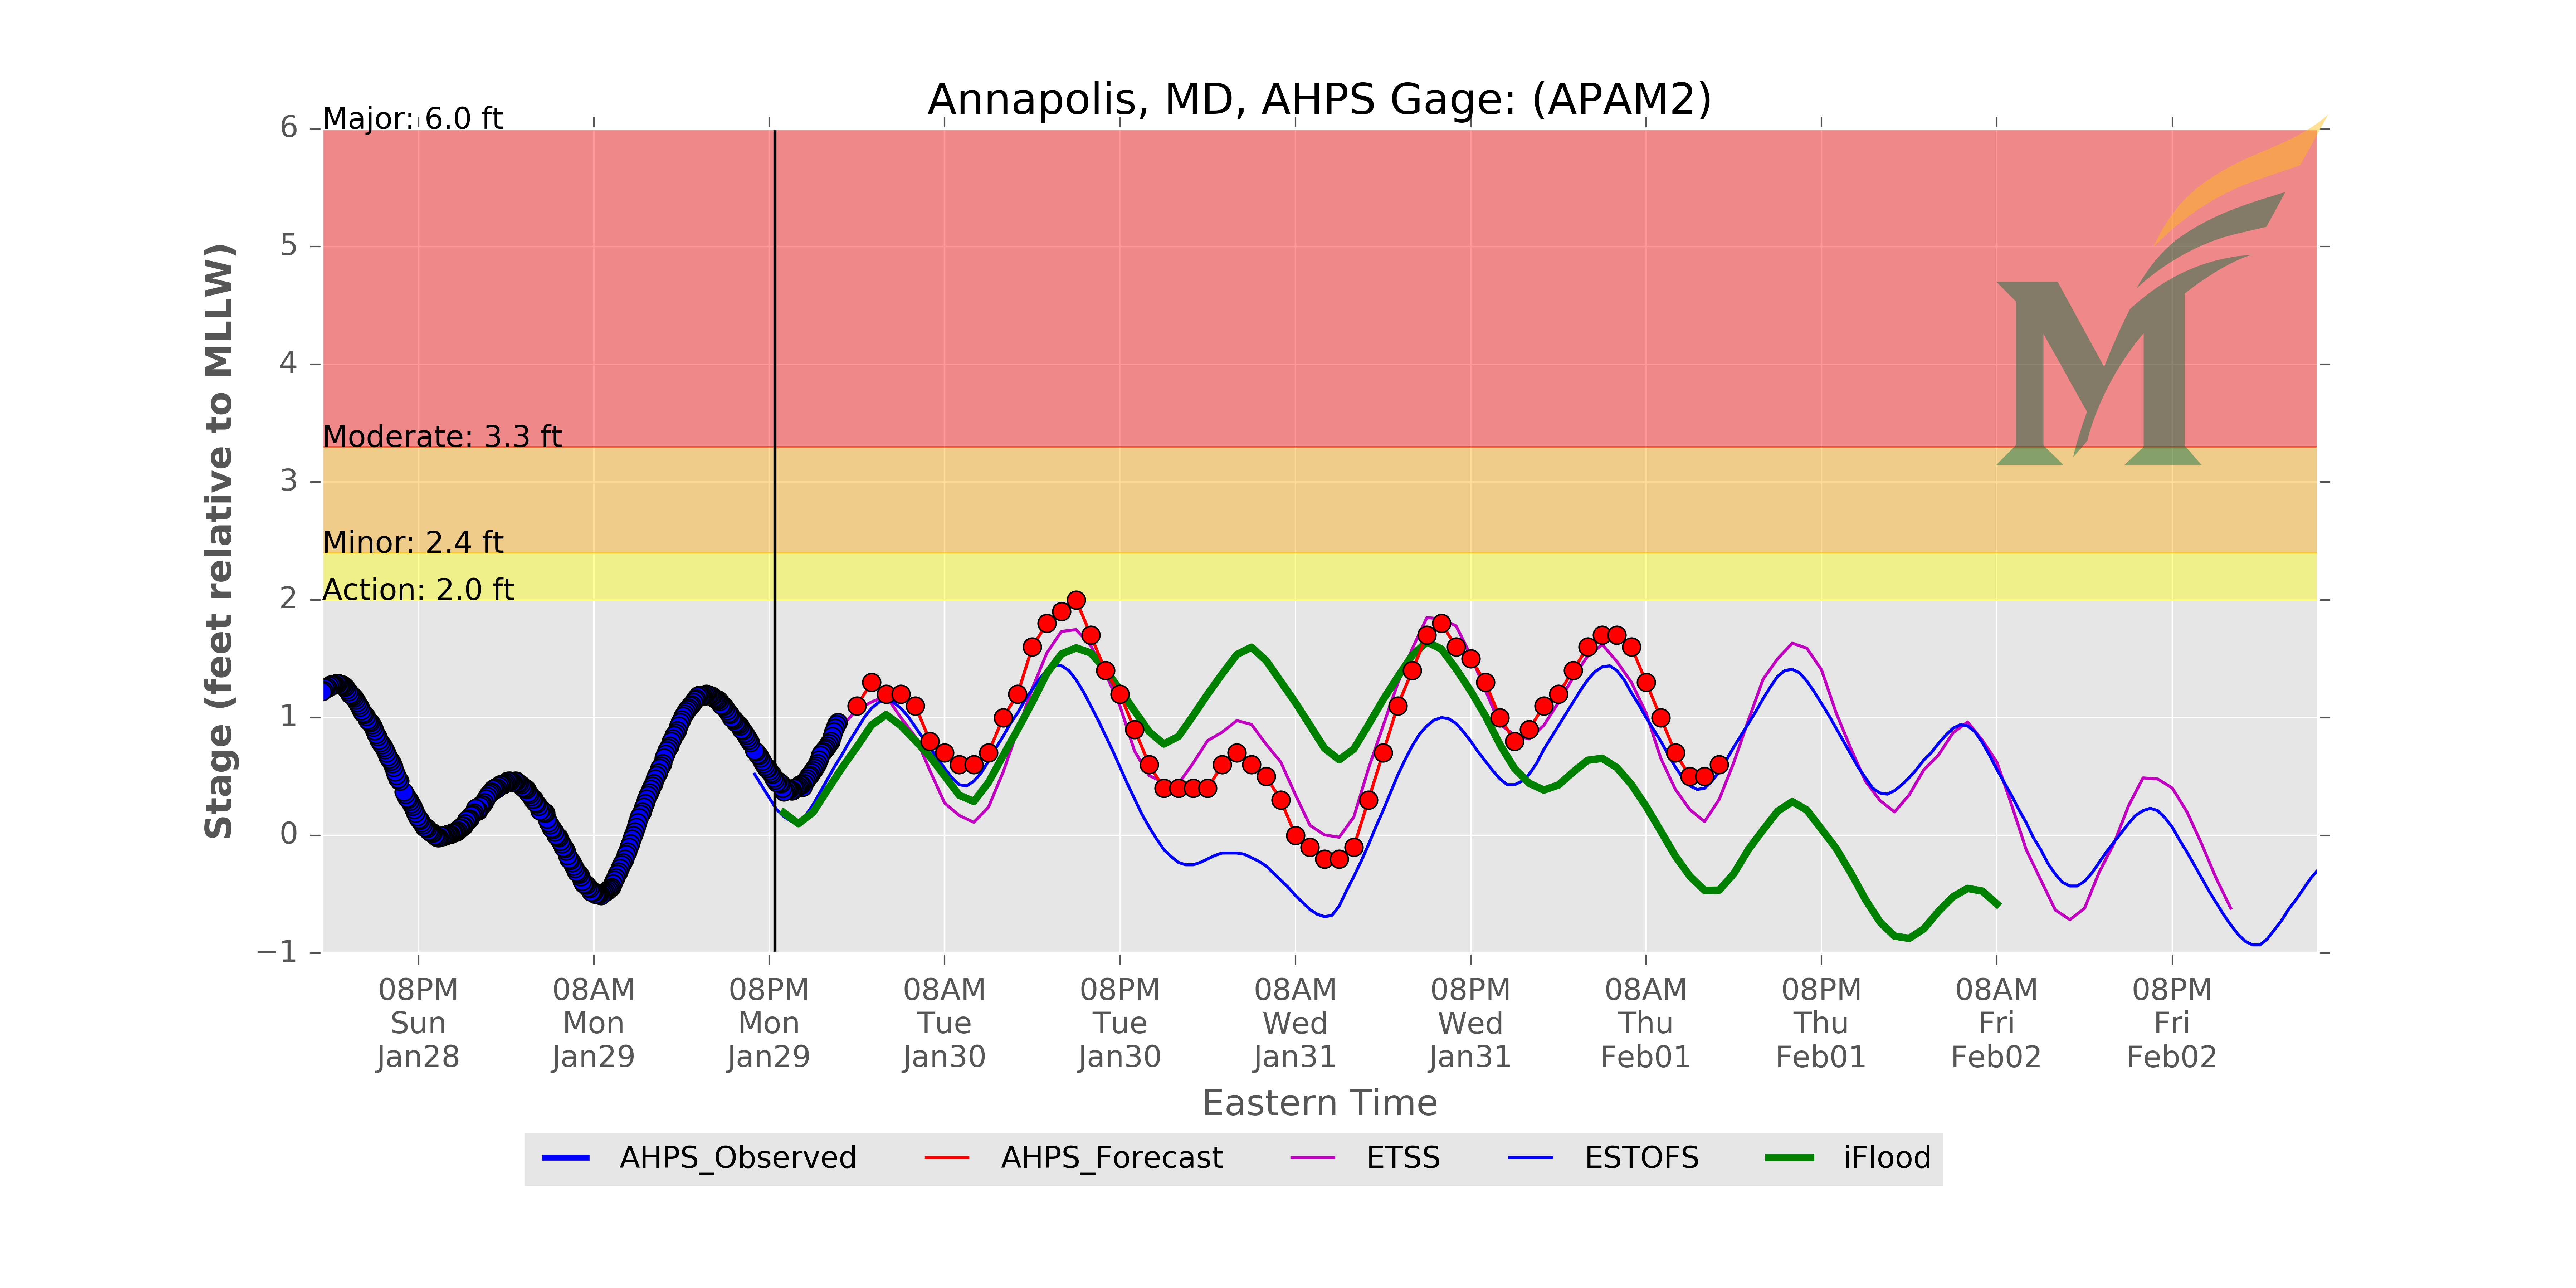 Annapolis, MD, AHPS Gage: (APAM2)
Major: 6.0 ft
Moderate: 3.3 ft
Minor: 2.4 ft
Action: 2.0 ft
Stage (feet relative to MLLW)
6
5
4
3
2
1
0
−1
08PM Sun Jan28
08AM Mon Jan29
08PM Mon Jan29
08AM Tue Jan30
08PM Tue Jan30
08AM Wed Jan31
08PM Wed Jan31
08AM Thu Feb01
08PM Thu Feb01
08AM Fri Feb02
08PM Fri Feb02
Eastern Time
AHPS_Observed
AHPS_Forecast
ETSS
ESTOFS
iFlood
M